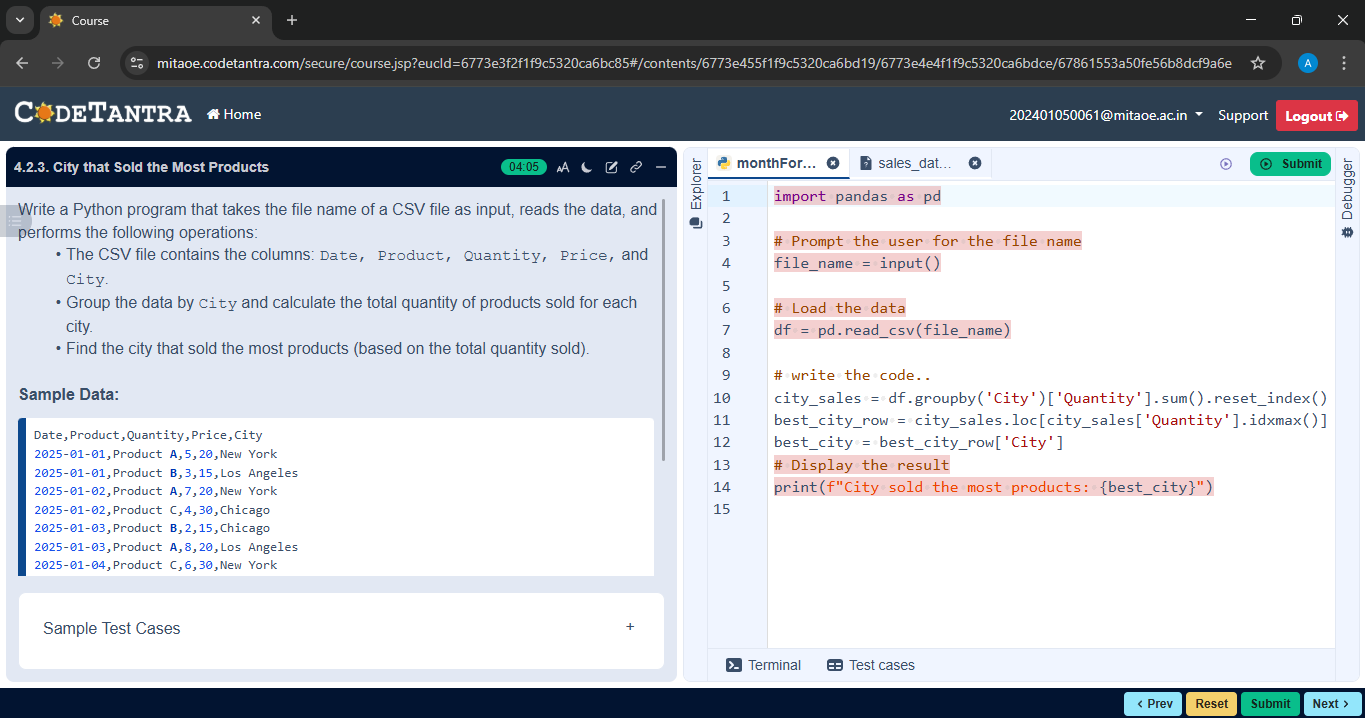 Course
mitaoe.codetantra.com/secure/course.jsp?eucId=6773e3f2f1f9c5320ca6bc85#/contents/6773e455f1f9c5320ca6bd19/6773e4e4f1f9c5320ca6bdce/67861553a50fe56b8dcf9a6e
A
CODETANTRA
Home
202401050061@mitaoe.ac.in
Support
Logout
4.2.3. City that Sold the Most Products
04:05
AA
Write a Python program that takes the file name of a CSV file as input, reads the data, and
performs the following operations:
• The CSV file contains the columns: Date, Product, Quantity, Price, and
City.
• Group the data by City and calculate the total quantity of products sold for each
city.
• Find the city that sold the most products (based on the total quantity sold).
Sample Data:
Date,Product,Quantity,Price,City
2025-01-01,Product A,5,20,New York
2025-01-01,Product B,3,15,Los Angeles
2025-01-02,Product A,7,20,New York
2025-01-02,Product C,4,30,Chicago
2025-01-03,Product B,2,15,Chicago
2025-01-03,Product A,8,20,Los Angeles
2025-01-04,Product C,6,30,New York
Sample Test Cases
+
Explorer
monthFor...
sales_dat...
Submit
Debugger
1 import pandas as pd
2
3 # Prompt the user for the file name
4 file_name = input()
5
6 # Load the data
7 df = pd.read_csv(file_name)
8
9 # write the code..
10 city_sales = df.groupby('City')['Quantity'].sum().reset_index()
11 best_city_row = city_sales.loc[city_sales['Quantity'].idxmax()]
12 best_city = best_city_row['City']
13 # Display the result
14 print(f"City sold the most products: {best_city}")
15
Terminal
Test cases
< Prev
Reset
Submit
Next >